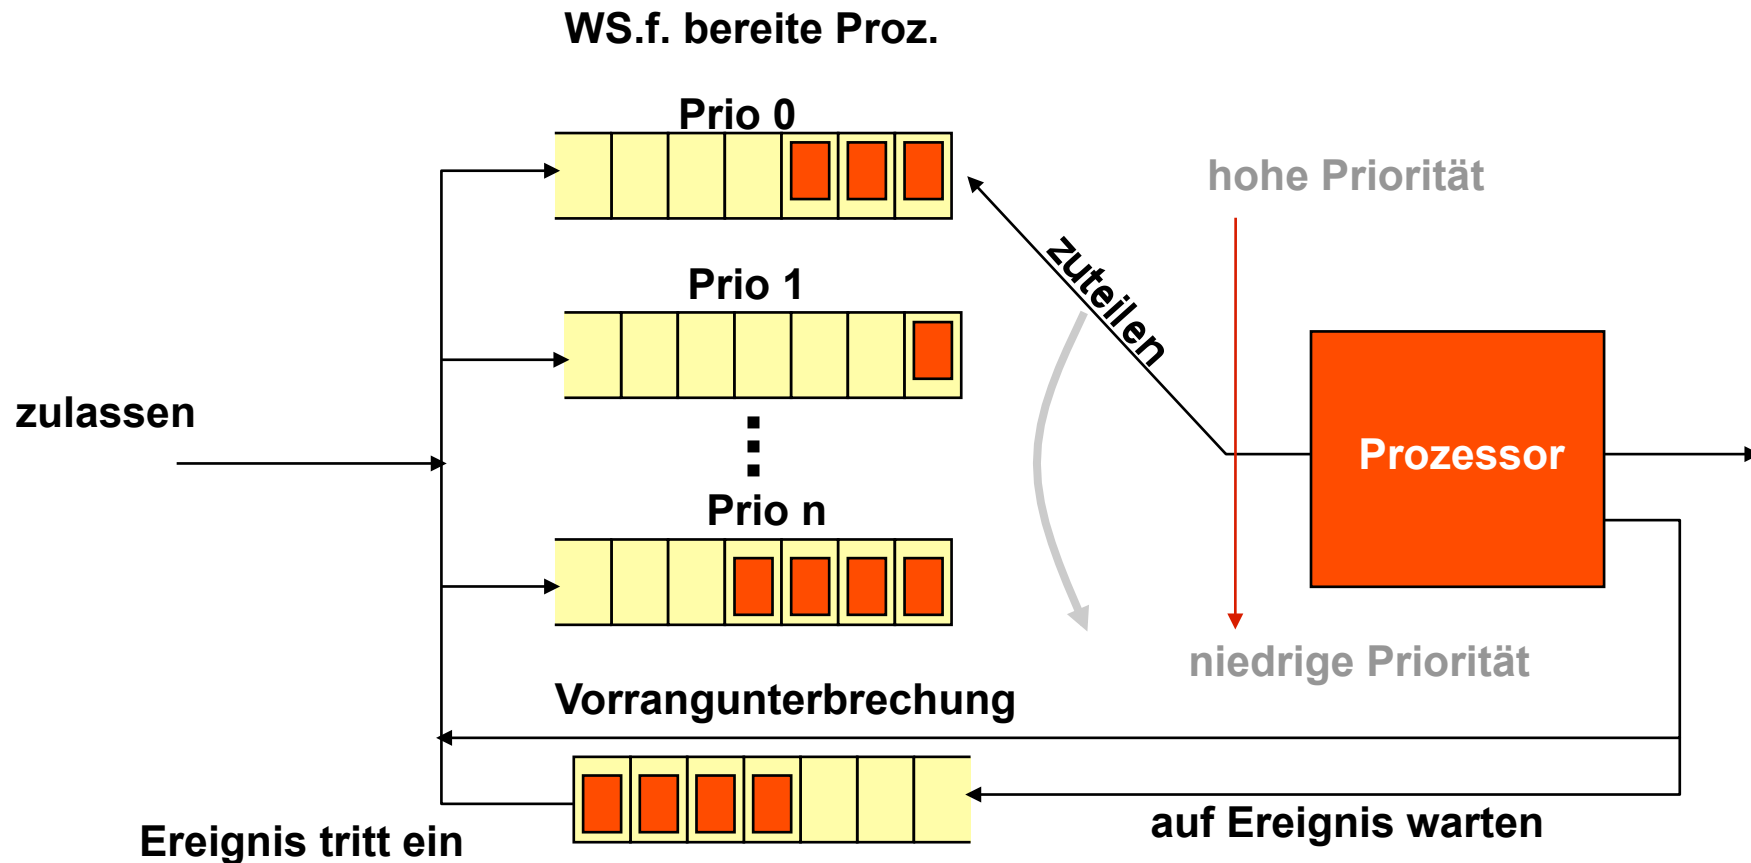 WS.f. bereite Proz.
Prio 0
hohe Priorität
zuteilen
Prio 1
zulassen
Prozessor
Prio n
niedrige Priorität
Vorrangunterbrechung
auf Ereignis warten
Ereignis tritt ein